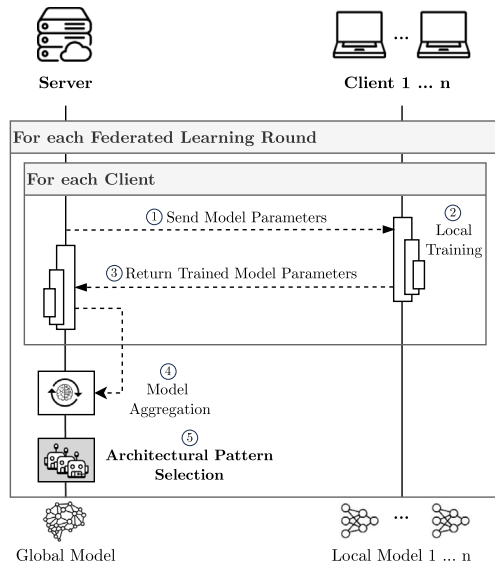 ...
Server
Client 1 ... n
For each Federated Learning Round
For each Client
1 Send Model Parameters
2
Local
Training
3 Return Trained Model Parameters
4
Model
Aggregation
5
Architectural Pattern
Selection
...
Global Model
Local Model 1 ... n